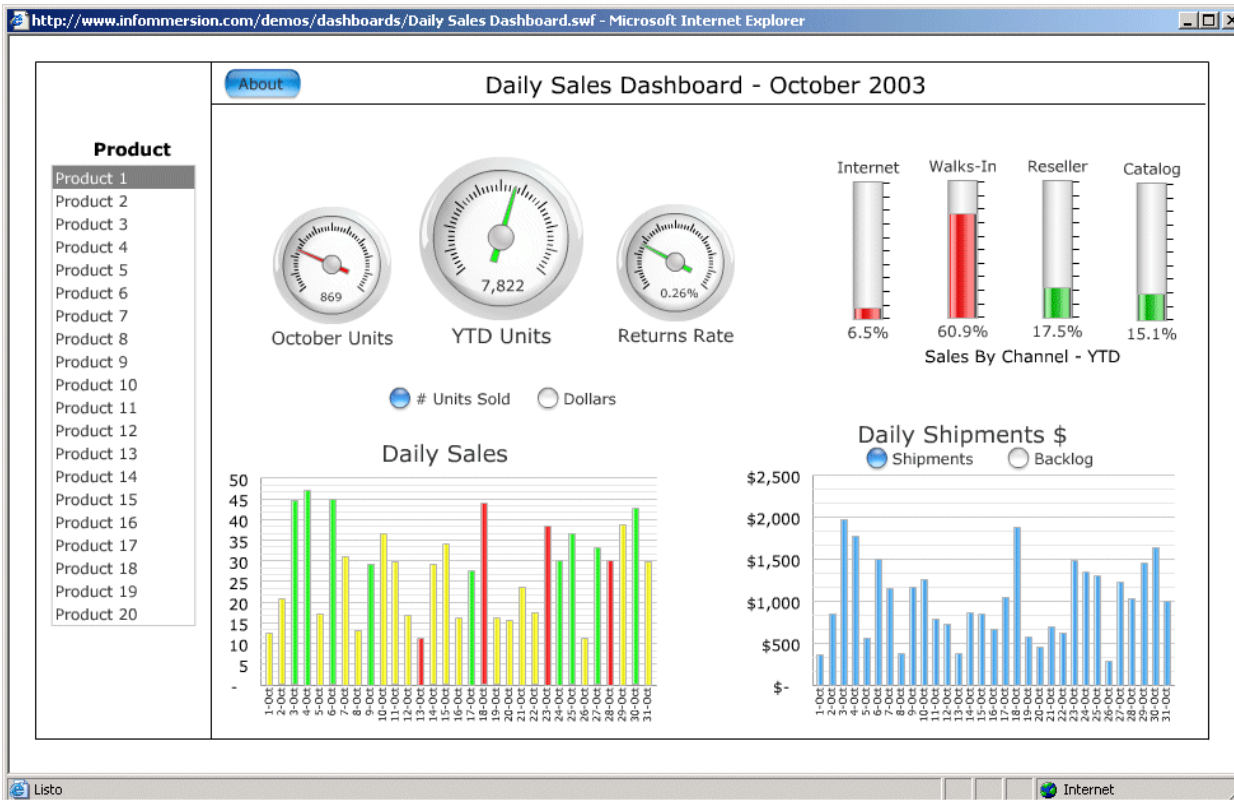 http://www.infommersion.com/demos/dashboards/Daily Sales Dashboard.swf - Microsoft Internet Explorer
About
Daily Sales Dashboard - October 2003
Product
Product 1
Product 2
Product 3
Product 4
Product 5
Product 6
Product 7
Product 8
Product 9
Product 10
Product 11
Product 12
Product 13
Product 14
Product 15
Product 16
Product 17
Product 18
Product 19
Product 20
869
October Units
7,822
YTD Units
0.26%
Returns Rate
Internet Walks-In Reseller Catalog
6.5% 60.9% 17.5% 15.1%
Sales By Channel - YTD
# Units Sold Dollars
Daily Sales
50
45
40
35
30
25
20
15
10
5
-
1-Oct 2-Oct 3-Oct 4-Oct 5-Oct 6-Oct 7-Oct 8-Oct 9-Oct 10-Oct 11-Oct 12-Oct 13-Oct 14-Oct 15-Oct 16-Oct 17-Oct 18-Oct 19-Oct 20-Oct 21-Oct 22-Oct 23-Oct 24-Oct 25-Oct 26-Oct 27-Oct 28-Oct 29-Oct 30-Oct 31-Oct
Daily Shipments $
Shipments Backlog
$2,500
$2,000
$1,500
$1,000
$500
$-
1-Oct 2-Oct 3-Oct 4-Oct 5-Oct 6-Oct 7-Oct 8-Oct 9-Oct 10-Oct 11-Oct 12-Oct 13-Oct 14-Oct 15-Oct 16-Oct 17-Oct 18-Oct 19-Oct 20-Oct 21-Oct 22-Oct 23-Oct 24-Oct 25-Oct 26-Oct 27-Oct 28-Oct 29-Oct 30-Oct 31-Oct
Listo
Internet